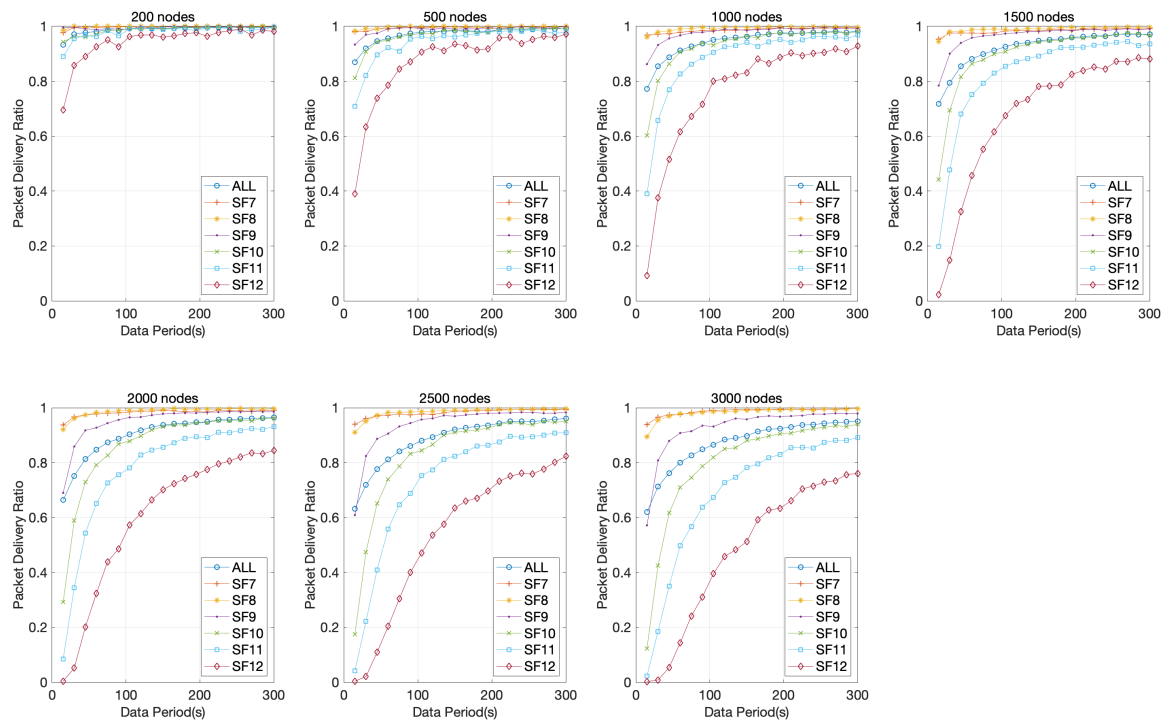 200 nodes
Packet Delivery Ratio
1
0.8
0.6
0.4
0.2
0
0
100
200
300
Data Period(s)
ALL
SF7
SF8
SF9
SF10
SF11
SF12
500 nodes
Packet Delivery Ratio
1
0.8
0.6
0.4
0.2
0
0
100
200
300
Data Period(s)
ALL
SF7
SF8
SF9
SF10
SF11
SF12
1000 nodes
Packet Delivery Ratio
1
0.8
0.6
0.4
0.2
0
0
100
200
300
Data Period(s)
ALL
SF7
SF8
SF9
SF10
SF11
SF12
1500 nodes
Packet Delivery Ratio
1
0.8
0.6
0.4
0.2
0
0
100
200
300
Data Period(s)
ALL
SF7
SF8
SF9
SF10
SF11
SF12
2000 nodes
Packet Delivery Ratio
1
0.8
0.6
0.4
0.2
0
0
100
200
300
Data Period(s)
ALL
SF7
SF8
SF9
SF10
SF11
SF12
2500 nodes
Packet Delivery Ratio
1
0.8
0.6
0.4
0.2
0
0
100
200
300
Data Period(s)
ALL
SF7
SF8
SF9
SF10
SF11
SF12
3000 nodes
Packet Delivery Ratio
1
0.8
0.6
0.4
0.2
0
0
100
200
300
Data Period(s)
ALL
SF7
SF8
SF9
SF10
SF11
SF12